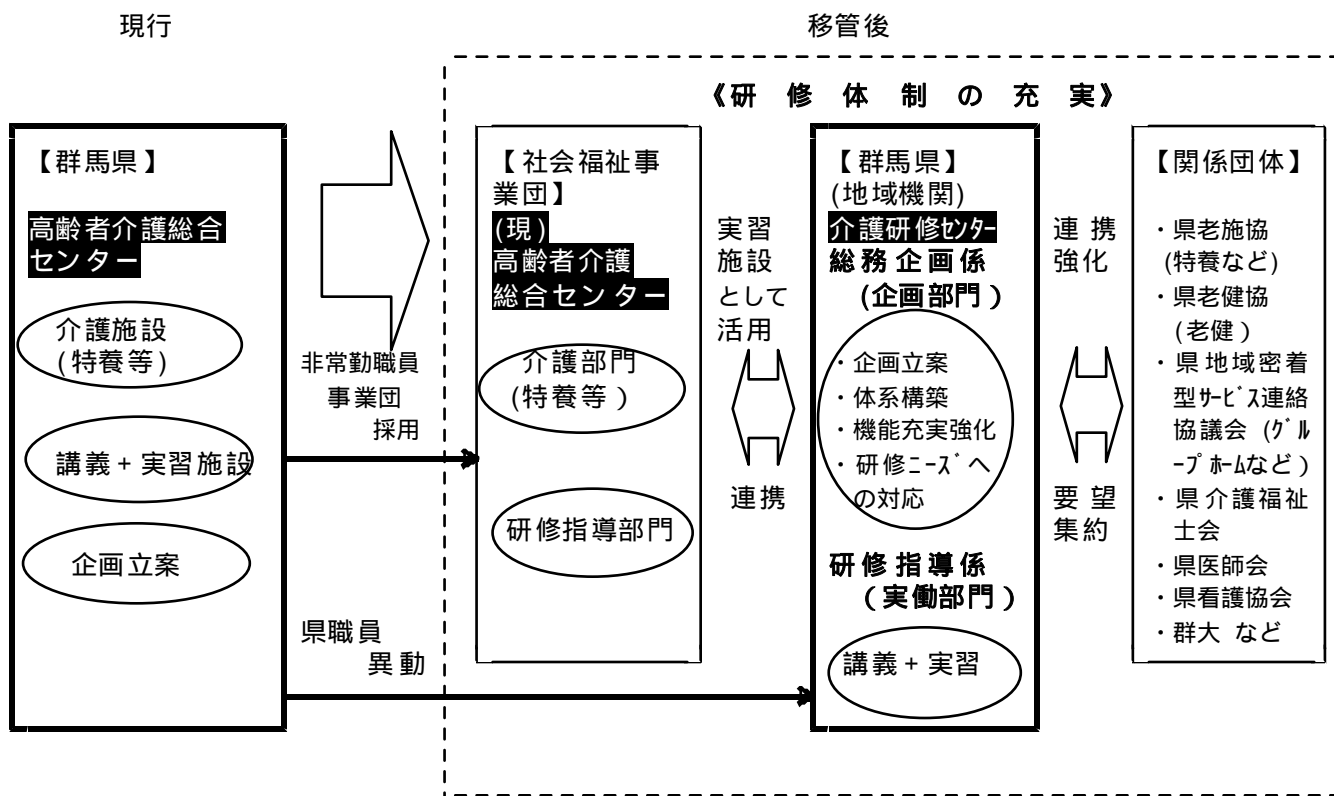 現行
移管後
《研修体制の充実》
【群馬県】
高齢者介護総合
センター
介護施設
(特養等)
講義+実習施設
企画立案
非常勤職員
事業団
採用
県職員
異動
【社会福祉事
業団】
(現)
高齢者介護
総合センター
介護部門
(特養等)
研修指導部門
実習
施設
として
活用
連携
【群馬県】
(地域機関)
介護研修センター
総務企画係
(企画部門)
・企画立案
・体系構築
・機能充実強化
・研修ニーズへ
の対応
研修指導係
(実働部門)
講義+実習
連携
強化
要望
集約
【関係団体】
・県老施協
(特養など)
・県老健協
(老健)
・県地域密着
型サービス連絡
協議会(グル
ープホームなど)
・県介護福祉
士会
・県医師会
・県看護協会
・群大 など